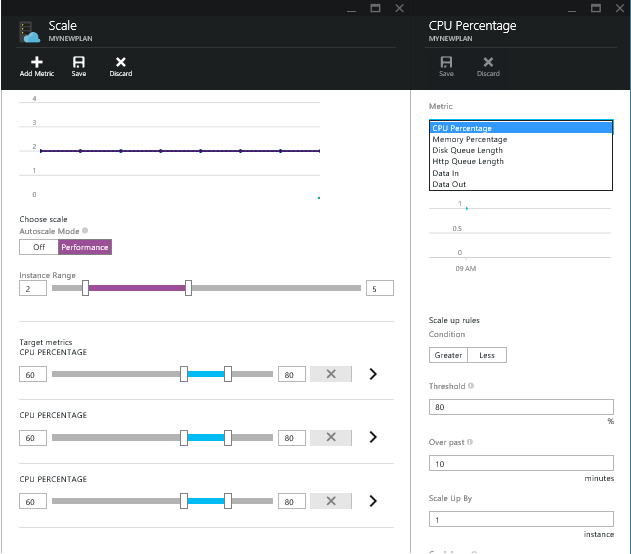 Scale
MYNEWPLAN
Add Metric
Save
Discard
4
3
2
1
0
Choose scale
Autoscale Mode
Off
Performance
Instance Range
2
5
Target metrics
CPU PERCENTAGE
60
80
CPU PERCENTAGE
60
80
CPU PERCENTAGE
60
80
CPU Percentage
MYNEWPLAN
Save
Discard
Metric
CPU Percentage
Memory Percentage
Disk Queue Length
Http Queue Length
Data In
Data Out
1
0.5
0
09 AM
Scale up rules
Condition
Greater
Less
Threshold
80
%
Over past
10
minutes
Scale Up By
1
instance